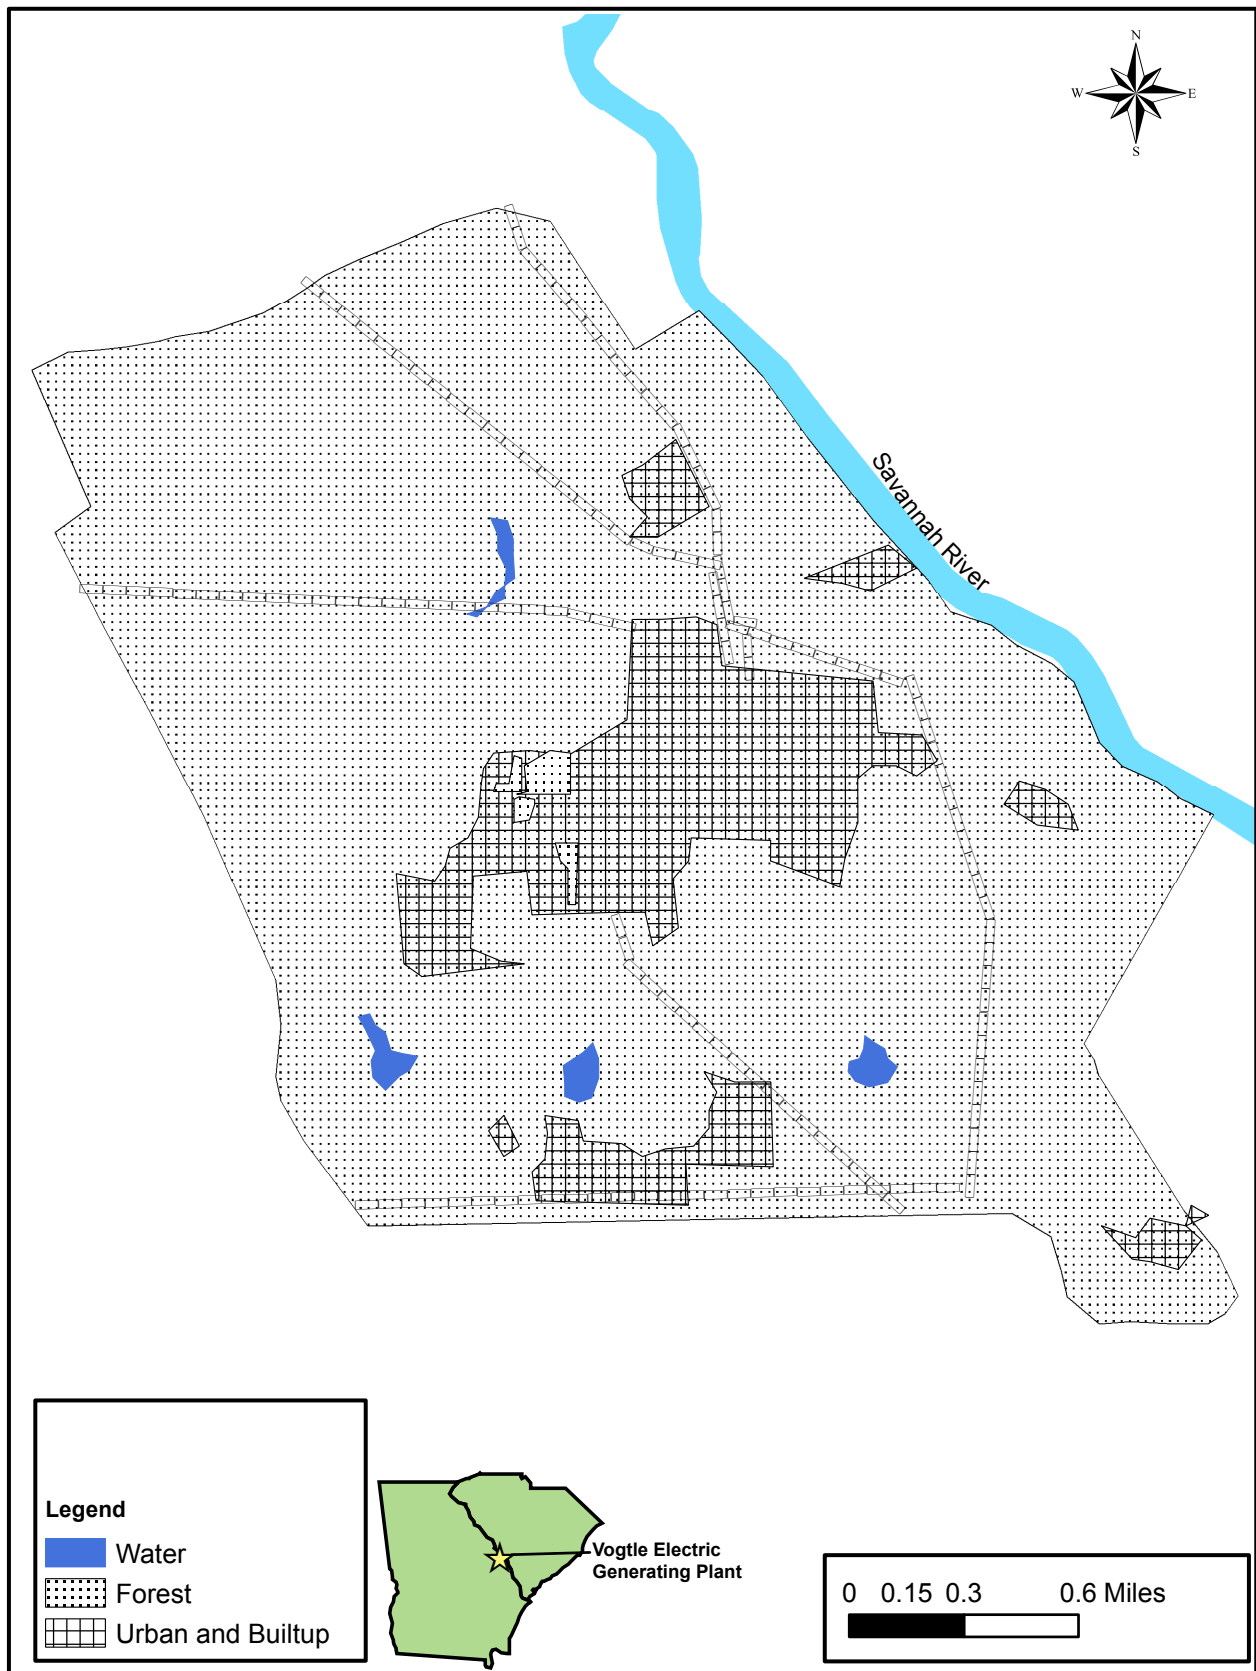 N
W
E
S
Savannah River
Legend
Water
Forest
Urban and Builtup
Vogtle Electric
Generating Plant
0 0.15 0.3 0.6 Miles